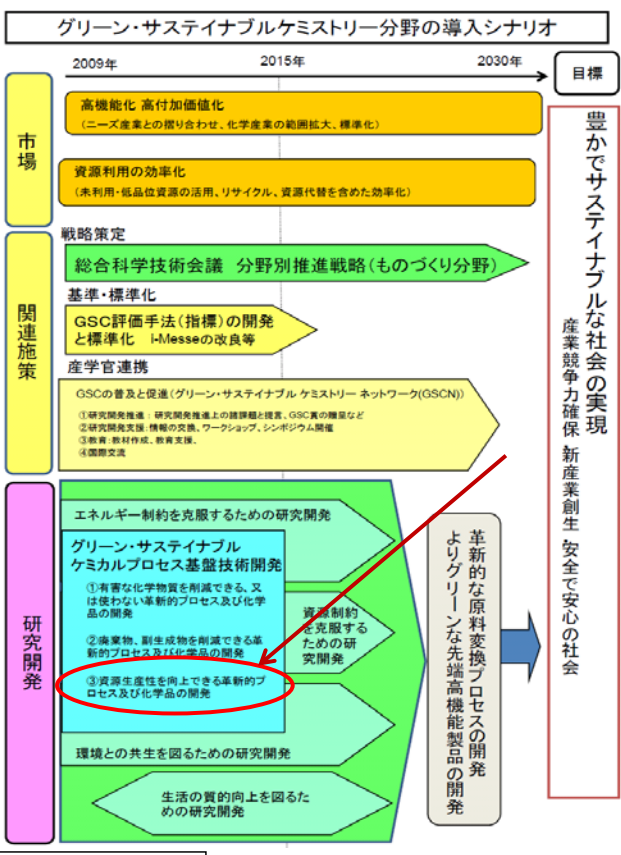 グリーン・サステイナブルケミストリー分野の導入シナリオ
2009年
2015年
2030年
目標
市場
高機能化 高付加価値化
(ニーズ産業との摺り合わせ、化学産業の範囲拡大、標準化)
資源利用の効率化
(未利用・低品位資源の活用、リサイクル、資源代替を含めた効率化)
関連施策
戦略策定
総合科学技術会議 分野別推進戦略(ものづくり分野)
基準・標準化
GSC評価手法(指標)の開発
と標準化 i-Messeの改良等
産学官連携
GSCの普及と促進(グリーン・サステイナブル ケミストリー ネットワーク(GSCN))
①研究開発推進：研究開発推進上の諸課題と提言、GSC賞の贈呈など
②研究開発支援:情報の交換、ワークショップ、シンポジウム開催
③教育:教材作成、教育支援、
④国際交流
研究開発
エネルギー制約を克服するための研究開発
グリーン・サステイナブル
ケミカルプロセス基盤技術開発
①有害な化学物質を削減できる、又
は使わない革新的プロセス及び化学
品の開発
②廃棄物、副生成物を削減できる革
新的プロセス及び化学品の開発
③資源生産性を向上できる革新的プ
ロセス及び化学品の開発
資源制約
を克服する
ための研
究開発
環境との共生を図るための研究開発
生活の質的向上を図るた
めの研究開発
革新的な原料変換プロセスの開発
よりグリーンな先端高機能製品の開発
豊かでサステイナブルな社会の実現
産業競争力確保 新産業創生 安全で安心の社会